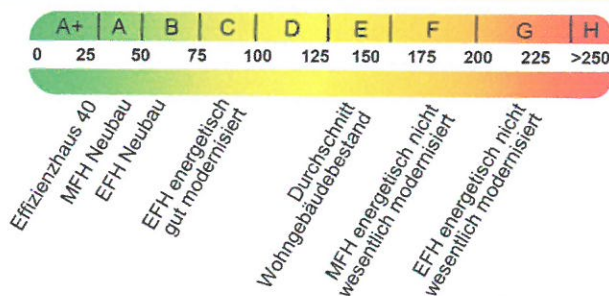 A+ A B C D E F G H
0 25 50 75 100 125 150 175 200 225 >250
Effizienzhaus 40
MFH Neubau
EFH Neubau
EFH energetisch
gut modernisiert
Durchschnitt
Wohngebäudebestand
MFH energetisch nicht
wesentlich modernisiert
EFH energetisch nicht
wesentlich modernisiert